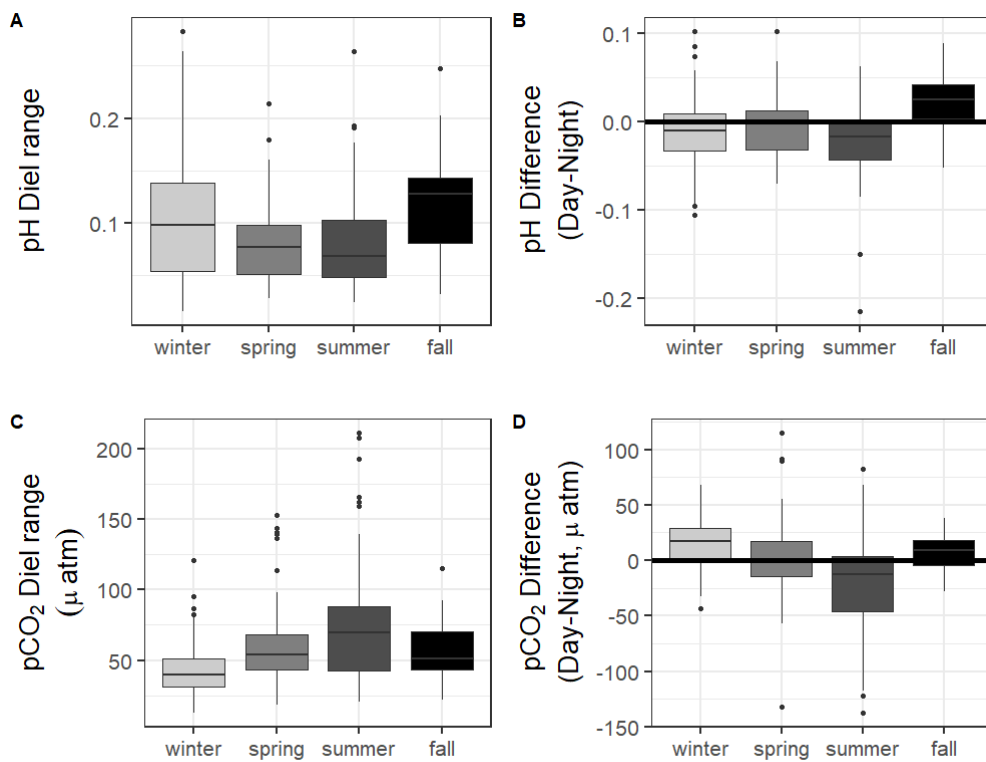 A
pH Diel range
0.2
0.1
winter spring summer fall
B
pH Difference
(Day-Night)
0.1
0.0
-0.1
-0.2
winter spring summer fall
C
pCO₂ Diel range
(μ atm)
200
150
100
50
winter spring summer fall
D
pCO₂ Difference
(Day-Night, μ atm)
100
50
0
-50
-100
-150
winter spring summer fall